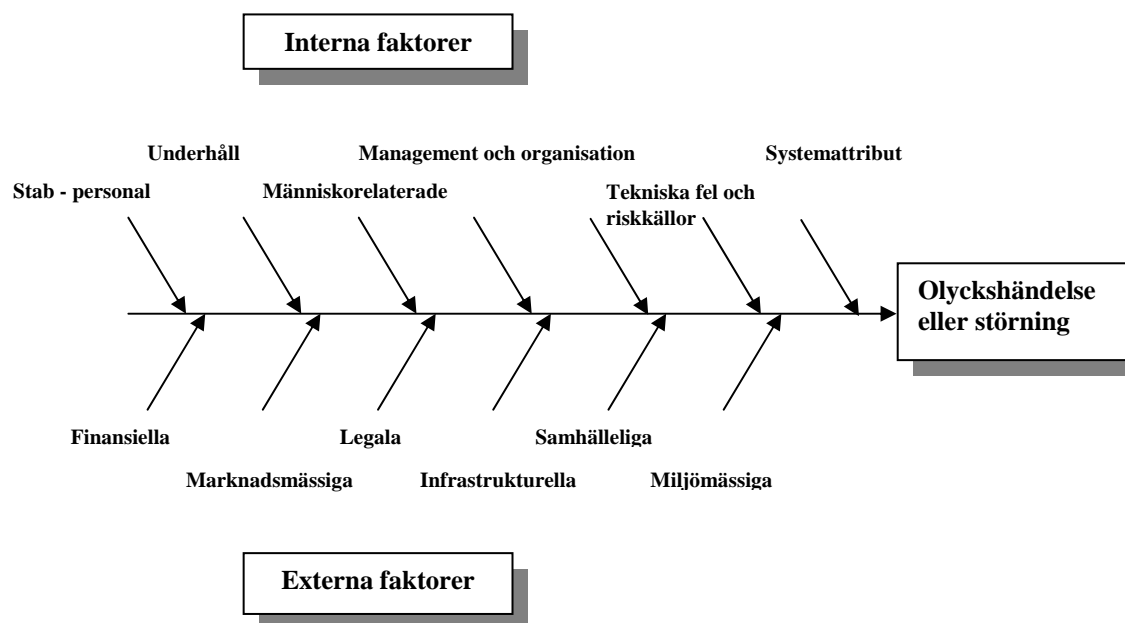 Interna faktorer
Underhåll
Management och organisation
Systemattribut
Stab - personal
Människorelaterade
Tekniska fel och
riskkällor
Olyckshändelse
eller störning
Finansiella
Legala
Samhälleliga
Marknadsmässiga
Infrastrukturella
Miljömässiga
Externa faktorer